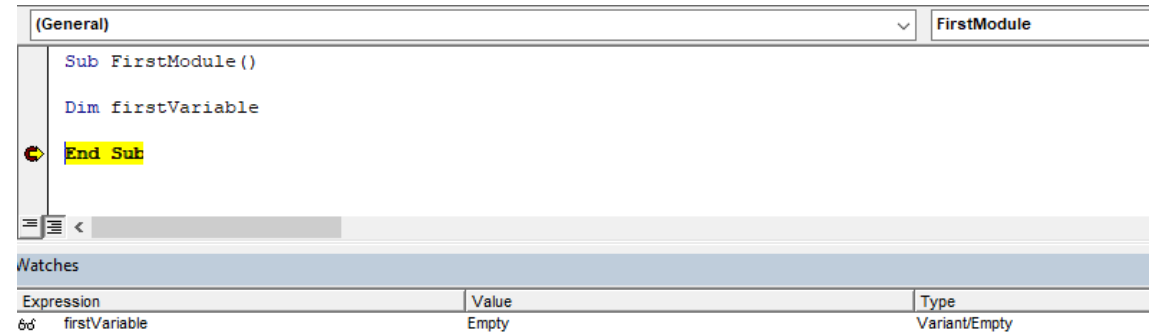 (General) FirstModule
Sub FirstModule()
Dim firstVariable
End Sub
Watches
Expression Value Type
firstVariable Empty Variant/Empty